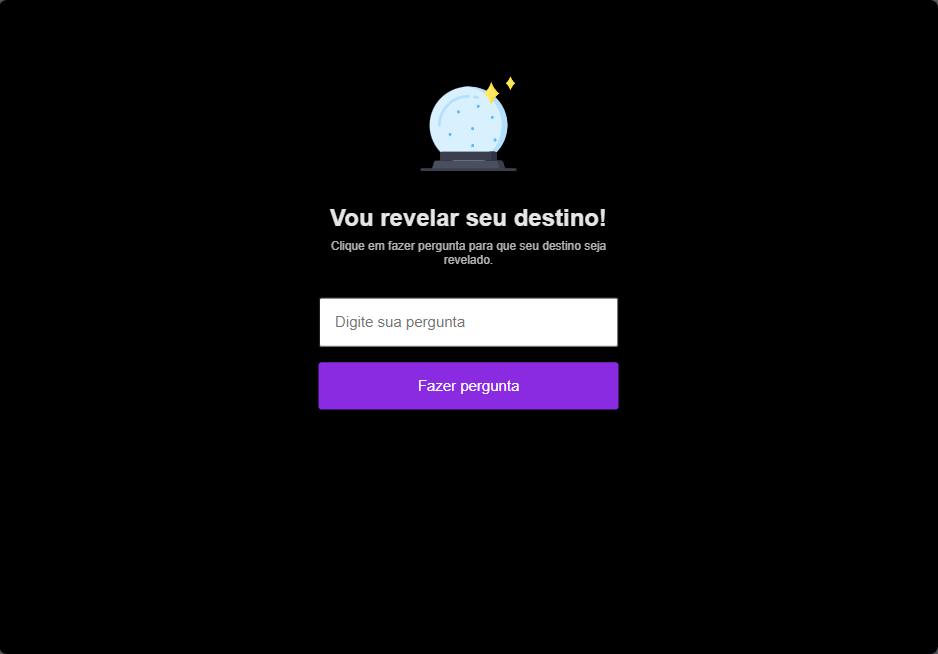 Vou revelar seu destino!
Clique em fazer pergunta para que seu destino seja
revelado.
Digite sua pergunta
Fazer pergunta